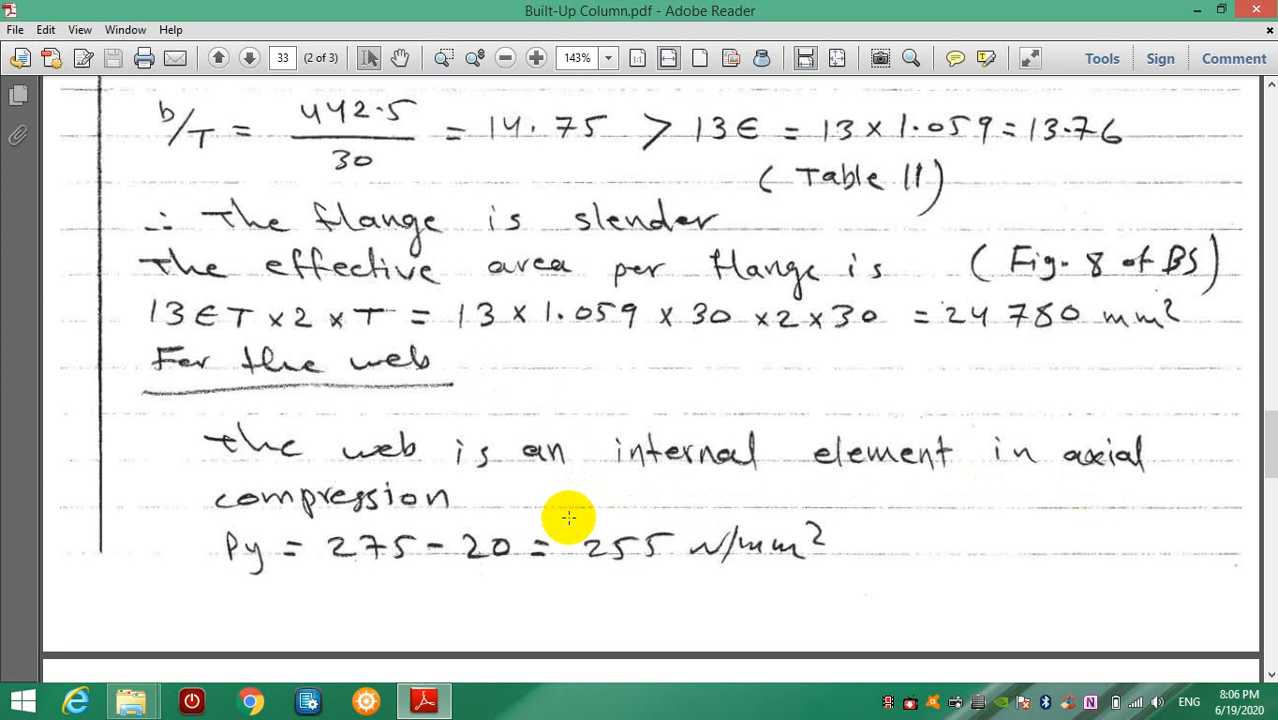 Built-Up Column.pdf - Adobe Reader
File Edit View Window Help
33 (2 of 3) 143% Tools Sign Comment
b/T = 442.5/30 = 14.75 > 13ϵ = 13 × 1.059 = 13.76
(Table 11)
∴ The flange is slender
The effective area per flange is (Fig. 8 of BS)
13ϵT × 2 × T = 13 × 1.059 × 30 × 2 × 30 = 24 780 mm²
For the web
The web is an internal element in axial
compression
Py = 275 - 20 = 255 N/mm²
ENG
8:06 PM
6/19/2020